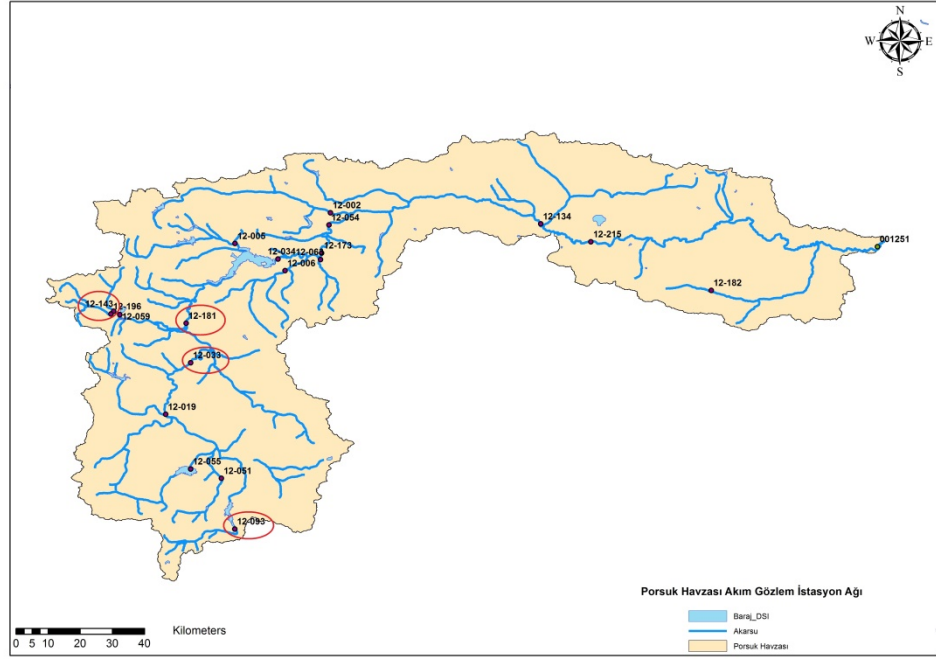 N
W E
S
12-002
12-054
12-134
12-215
001251
12-005
12-173
12-034
12-068
12-006
12-182
12-143
12-196
12-059
12-181
12-033
12-019
12-055
12-051
12-093
Porsuk Havzası Akım Gözlem İstasyon Ağı
Baraj_DSI
Akarsu
Porsuk Havzası
Kilometers
0 5 10 20 30 40